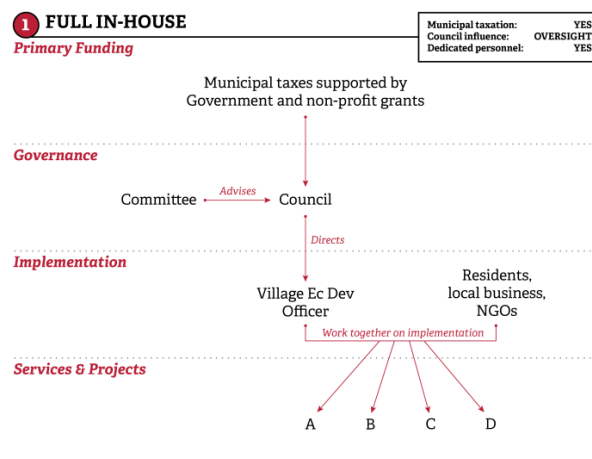 1 FULL IN-HOUSE
Municipal taxation: YES
Council influence: OVERSIGHT
Dedicated personnel: YES
Primary Funding
Municipal taxes supported by
Government and non-profit grants
Governance
Committee Advises Council
Directs
Implementation
Village Ec Dev
Officer
Residents,
local business,
NGOs
Work together on implementation
Services & Projects
A B C D